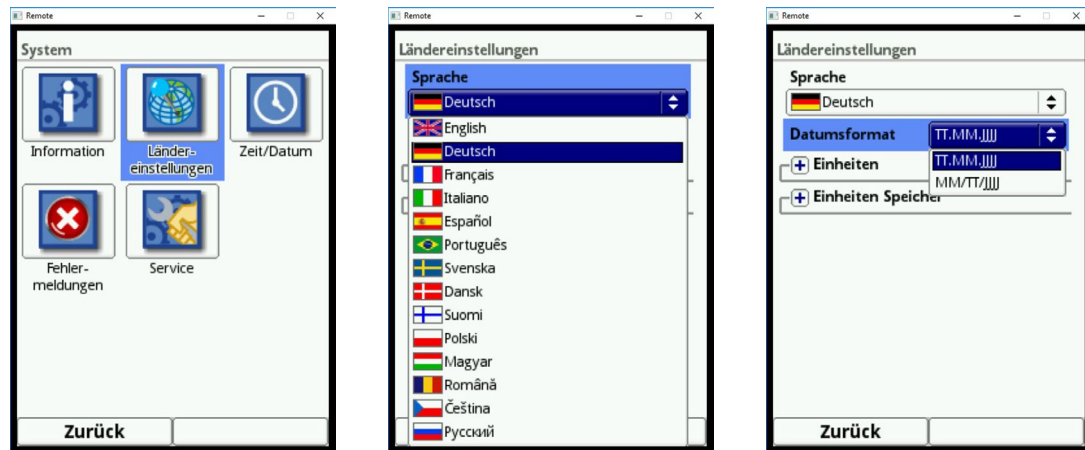 Remote
System
Information
Länder-
einstellungen
Zeit/Datum
Fehler-
meldungen
Service
Zurück
Remote
Ländereinstellungen
Sprache
Deutsch
English
Deutsch
Français
Italiano
Español
Português
Svenska
Dansk
Suomi
Polski
Magyar
Română
Čeština
Русский
Remote
Ländereinstellungen
Sprache
Deutsch
Datumsformat TT.MM.JJJJ
TT.MM.JJJJ
Einheiten
MM/TT/JJJJ
Einheiten Speicher
Zurück